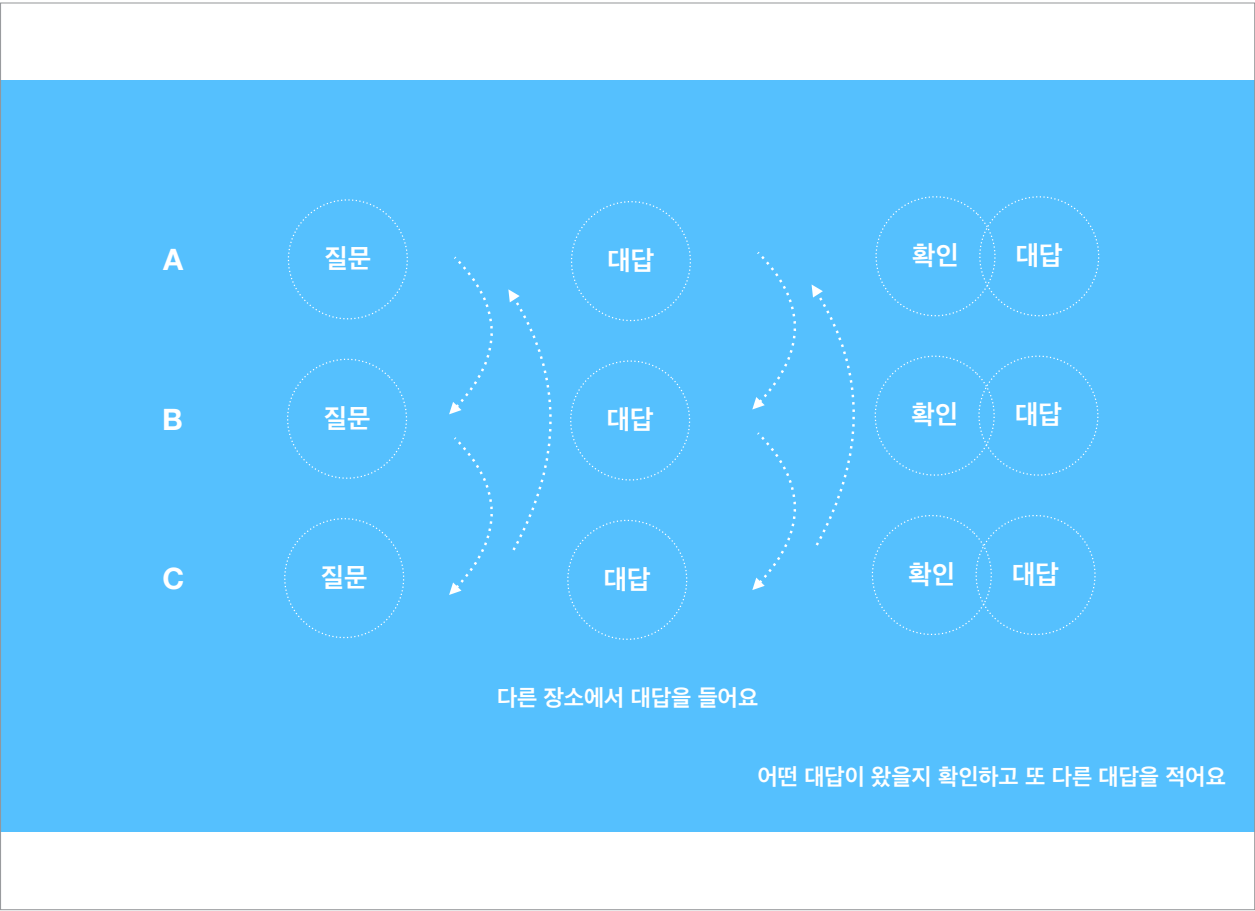 A 질문 대답 확인 대답
B 질문 대답 확인 대답
C 질문 대답 확인 대답
다른 장소에서 대답을 들어요
어떤 대답이 왔을지 확인하고 또 다른 대답을 적어요